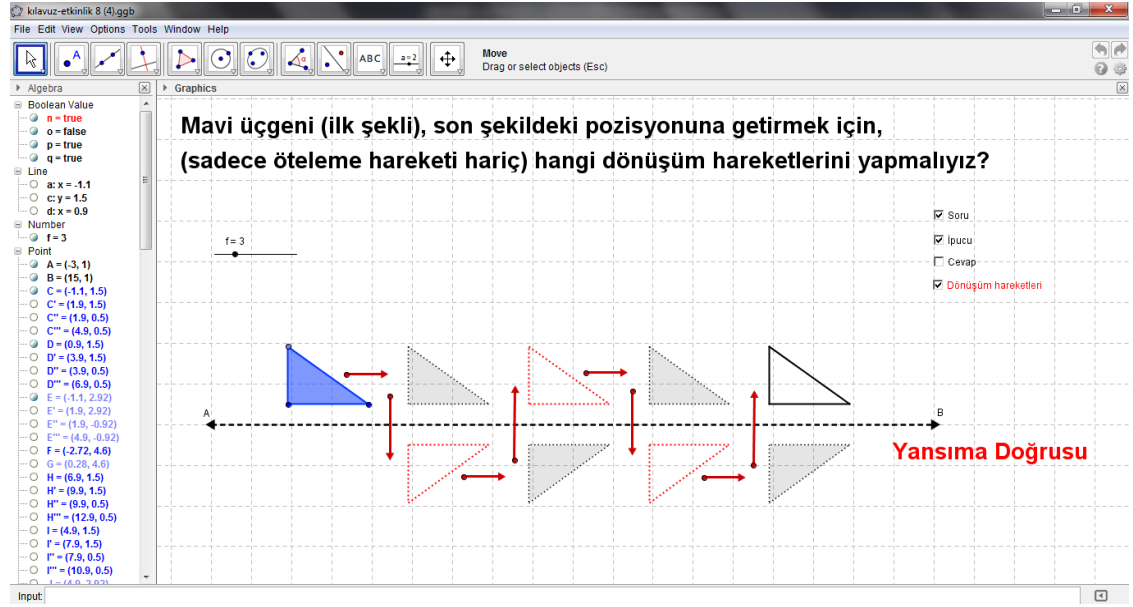 kılavuz-etkinlik 8 (4).ggb
File Edit View Options Tools Window Help
A
α
ABC
a=2
Move
Drag or select objects (Esc)
Algebra
Graphics
Boolean Value
n = true
o = false
p = true
q = true
Line
a: x = -1.1
c: y = 1.5
d: x = 0.9
Number
f = 3
Point
A = (-3, 1)
B = (15, 1)
C = (-1.1, 1.5)
C' = (1.9, 1.5)
C'' = (1.9, 0.5)
C''' = (4.9, 0.5)
D = (0.9, 1.5)
D' = (3.9, 1.5)
D'' = (3.9, 0.5)
D''' = (6.9, 0.5)
E = (-1.1, 2.92)
E' = (1.9, 2.92)
E'' = (1.9, -0.92)
E''' = (4.9, -0.92)
F = (-2.72, 4.6)
G = (0.28, 4.6)
H = (6.9, 1.5)
H' = (9.9, 1.5)
H'' = (9.9, 0.5)
H''' = (12.9, 0.5)
I = (4.9, 1.5)
I' = (7.9, 1.5)
I'' = (7.9, 0.5)
I''' = (10.9, 0.5)
Mavi üçgeni (ilk şekli), son şekildeki pozisyonuna getirmek için,
(sadece öteleme hareketi hariç) hangi dönüşüm hareketlerini yapmalıyız?
f = 3
Soru
İpucu
Cevap
Dönüşüm hareketleri
A
B
Yansıma Doğrusu
Input: